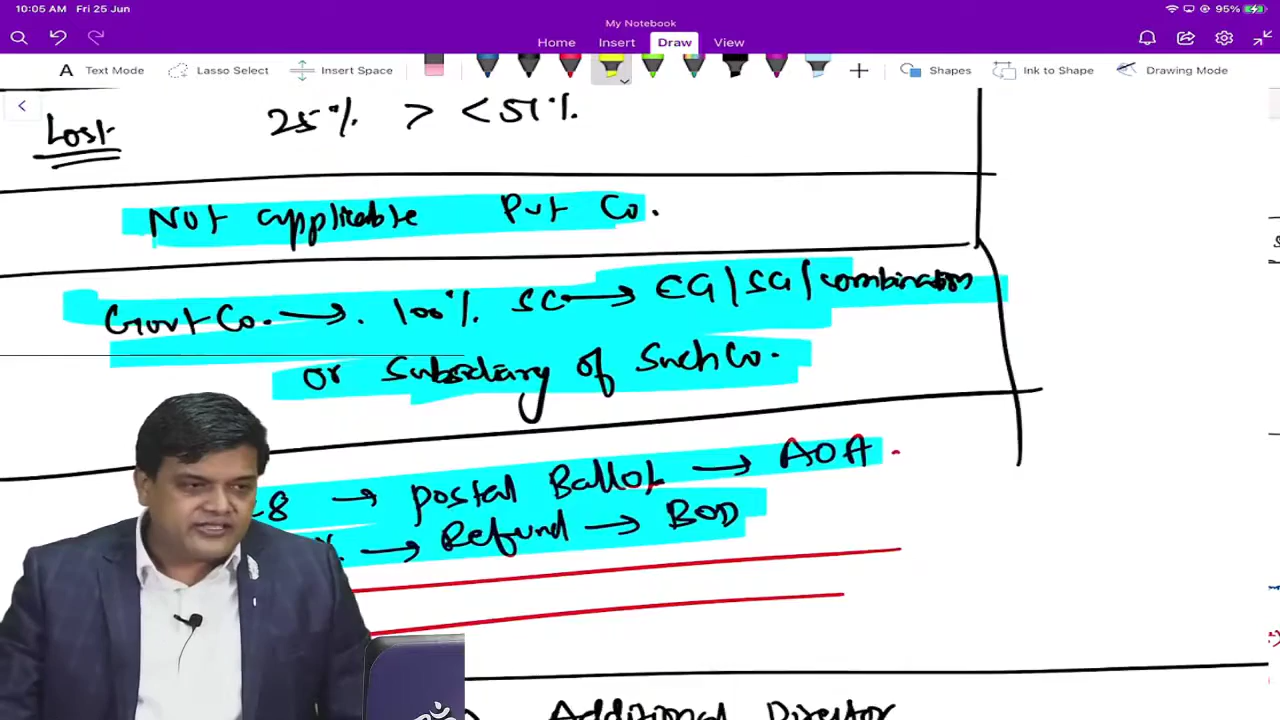 10:05 AM Fri 25 Jun
95%
My Notebook
Home Insert Draw View
Text Mode Lasso Select Insert Space Shapes Ink to Shape Drawing Mode
Lost 25% > < 51%
Not applicable Pvt Co.
Govt Co. → . 100% SC → CG/SG/combination
or Subsidiary of Such Co.
-8 → postal Ballot → AOA
%. → Refund → BOD
Additional Director